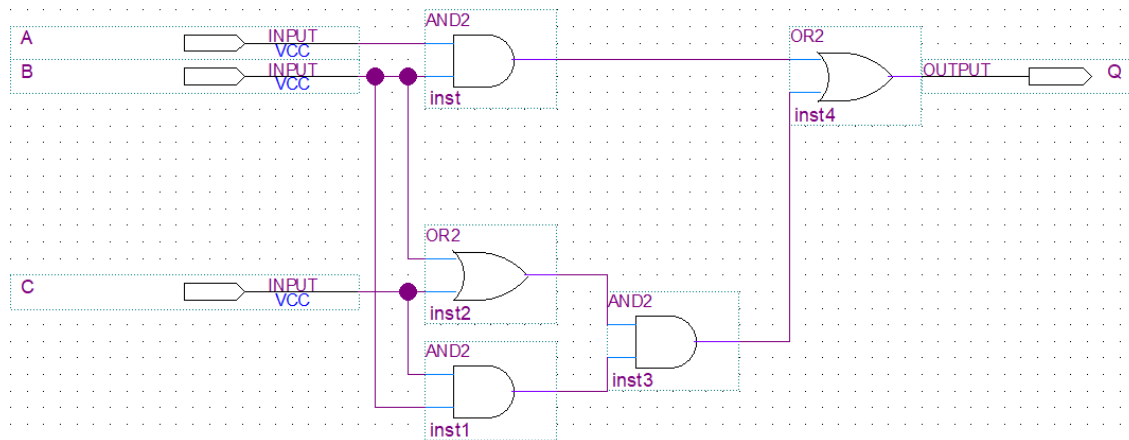 AND2
OR2
A INPUT
VCC
B INPUT
VCC
OUTPUT Q
inst
inst4
OR2
C INPUT
VCC
inst2
AND2
AND2
inst3
inst1